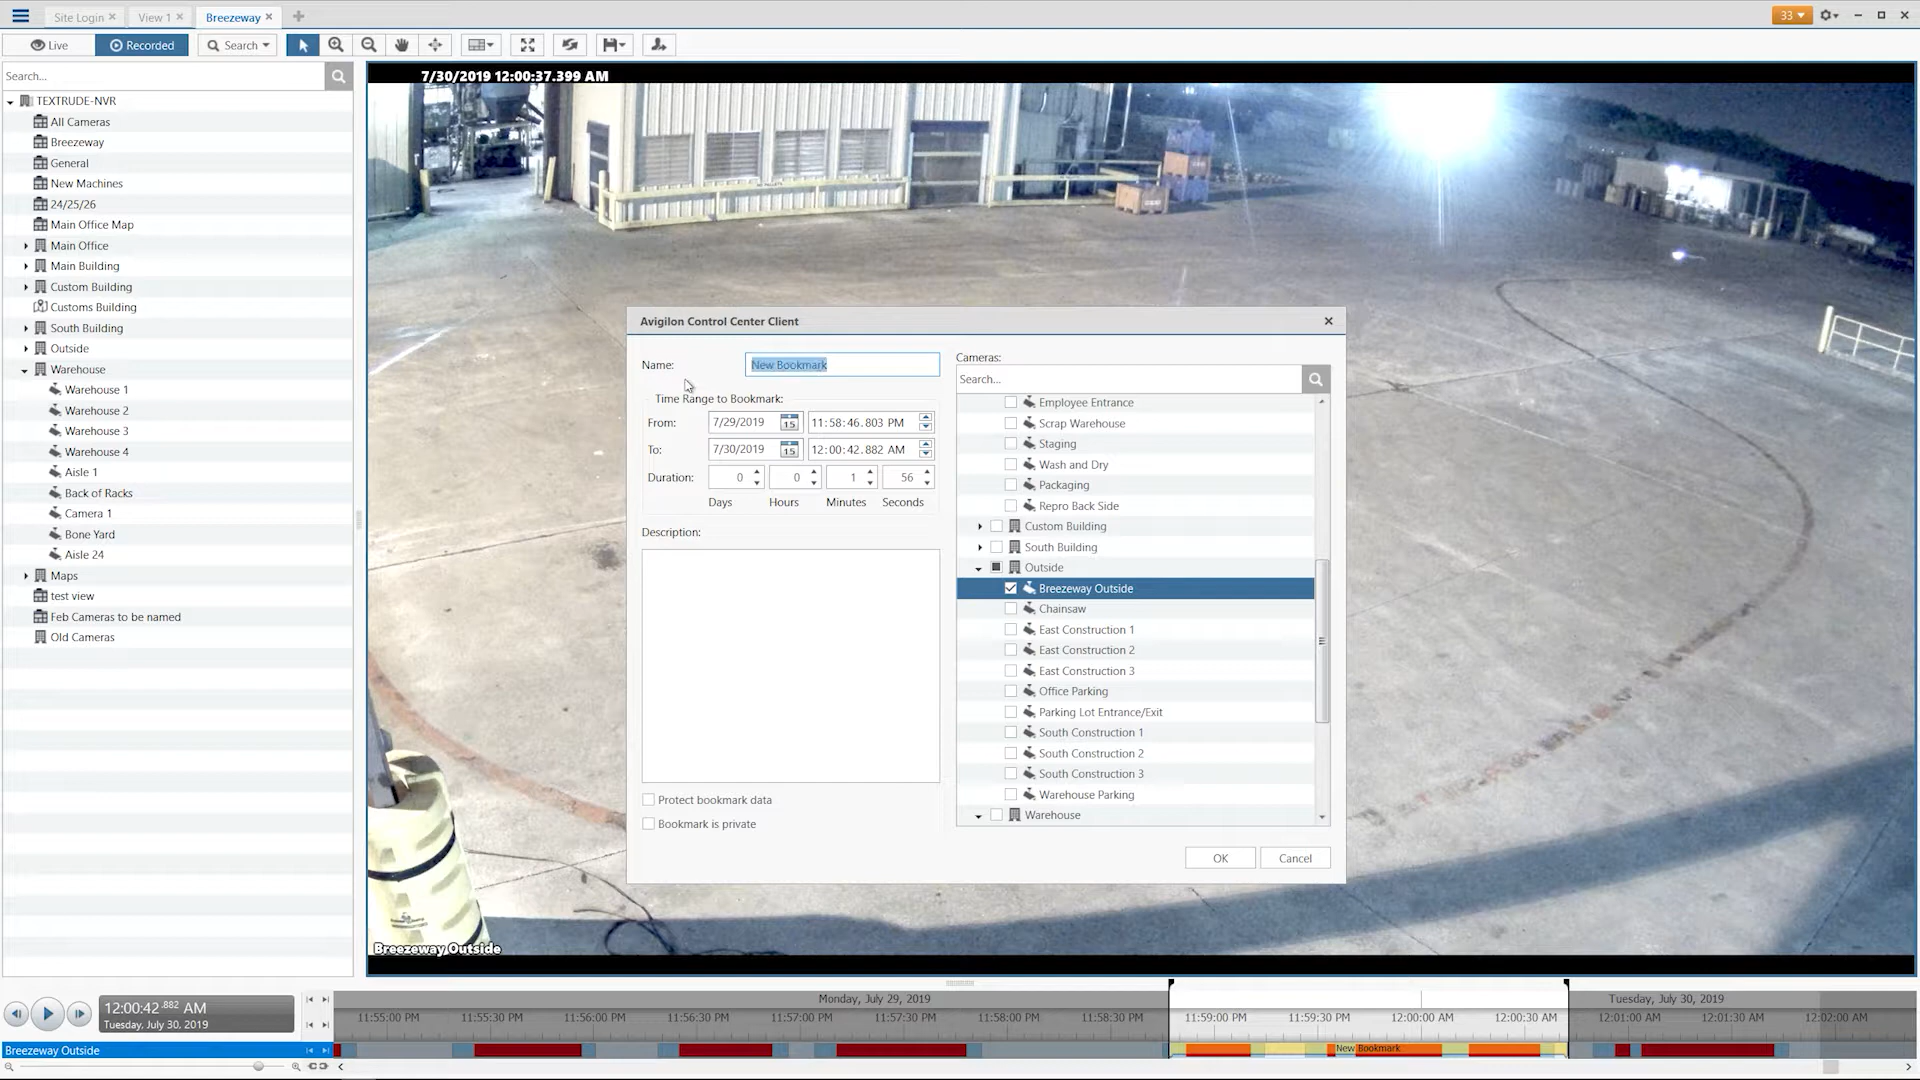 Site Login
View 1
Breezeway
33
Live
Recorded
Search
Search...
TEXTRUDE-NVR
All Cameras
Breezeway
General
New Machines
24/25/26
Main Office Map
Main Office
Main Building
Custom Building
Customs Building
South Building
Outside
Warehouse
Warehouse 1
Warehouse 2
Warehouse 3
Warehouse 4
Aisle 1
Back of Racks
Camera 1
Bone Yard
Aisle 24
Maps
test view
Feb Cameras to be named
Old Cameras
7/30/2019 12:00:37.399 AM
Avigilon Control Center Client
Name:
New Bookmark
Time Range to Bookmark:
From:
7/29/2019
15
11:58:46.803 PM
To:
7/30/2019
15
12:00:42.882 AM
Duration:
0
0
1
56
Days
Hours
Minutes
Seconds
Description:
Protect bookmark data
Bookmark is private
Cameras:
Search...
Employee Entrance
Scrap Warehouse
Staging
Wash and Dry
Packaging
Repro Back Side
Custom Building
South Building
Outside
Breezeway Outside
Chainsaw
East Construction 1
East Construction 2
East Construction 3
Office Parking
Parking Lot Entrance/Exit
South Construction 1
South Construction 2
South Construction 3
Warehouse Parking
Warehouse
OK
Cancel
Breezeway Outside
12:00:42.882 AM
Tuesday, July 30, 2019
Monday, July 29, 2019
Tuesday, July 30, 2019
11:55:00 PM
11:55:30 PM
11:56:00 PM
11:56:30 PM
11:57:00 PM
11:57:30 PM
11:58:00 PM
11:58:30 PM
11:59:00 PM
11:59:30 PM
12:00:00 AM
12:00:30 AM
12:01:00 AM
12:01:30 AM
12:02:00 AM
Breezeway Outside
New Bookmark